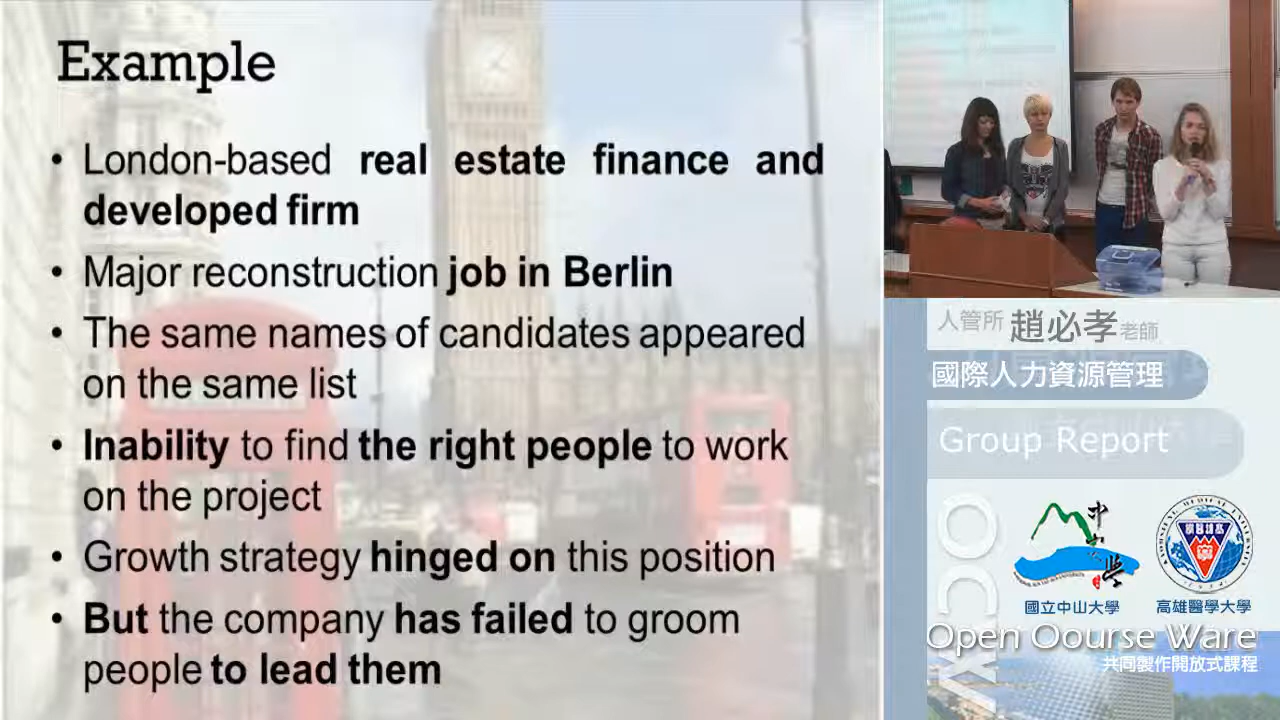 Example
• London-based real estate finance and
developed firm
• Major reconstruction job in Berlin
• The same names of candidates appeared
on the same list
• Inability to find the right people to work
on the project
• Growth strategy hinged on this position
• But the company has failed to groom
people to lead them
人管所 趙必孝老師
國際人力資源管理
Group Report
OCW
國立中山大學
高雄醫學大學
Open Oourse Ware
共同製作開放式課程